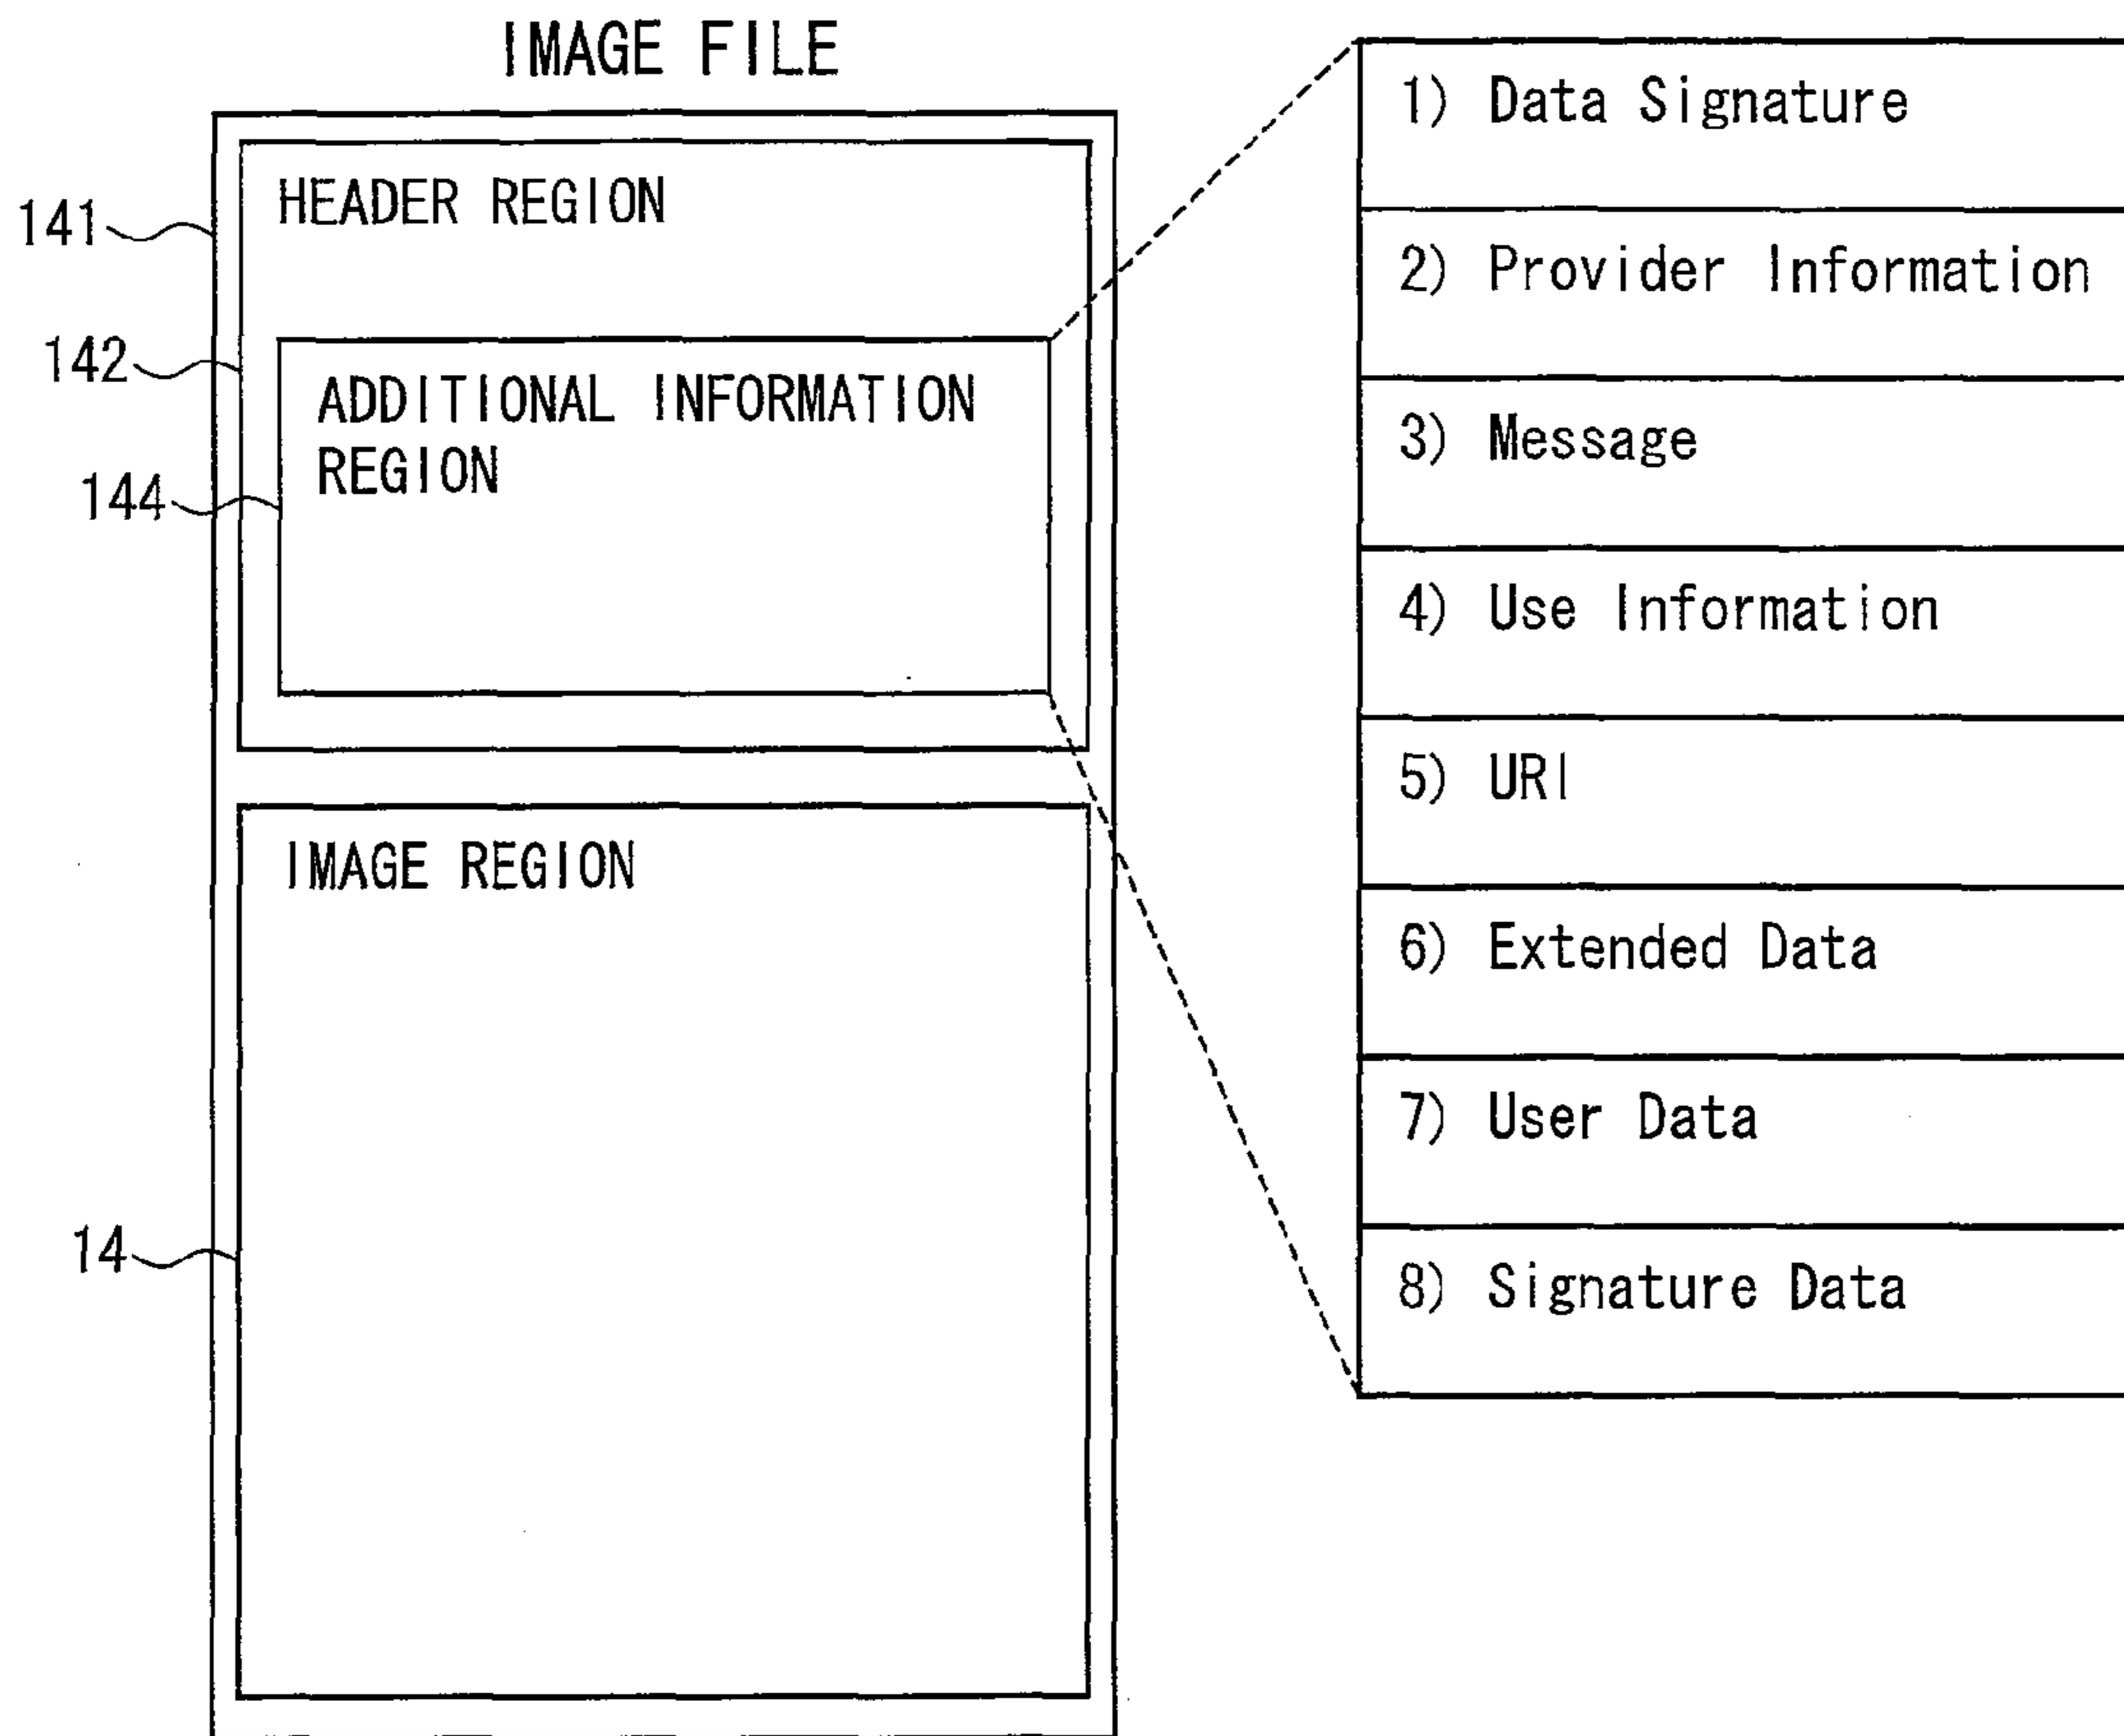 IMAGE FILE
141
HEADER REGION
142
ADDITIONAL INFORMATION
REGION
144
IMAGE REGION
14
1) Data Signature
2) Provider Information
3) Message
4) Use Information
5) URI
6) Extended Data
7) User Data
8) Signature Data